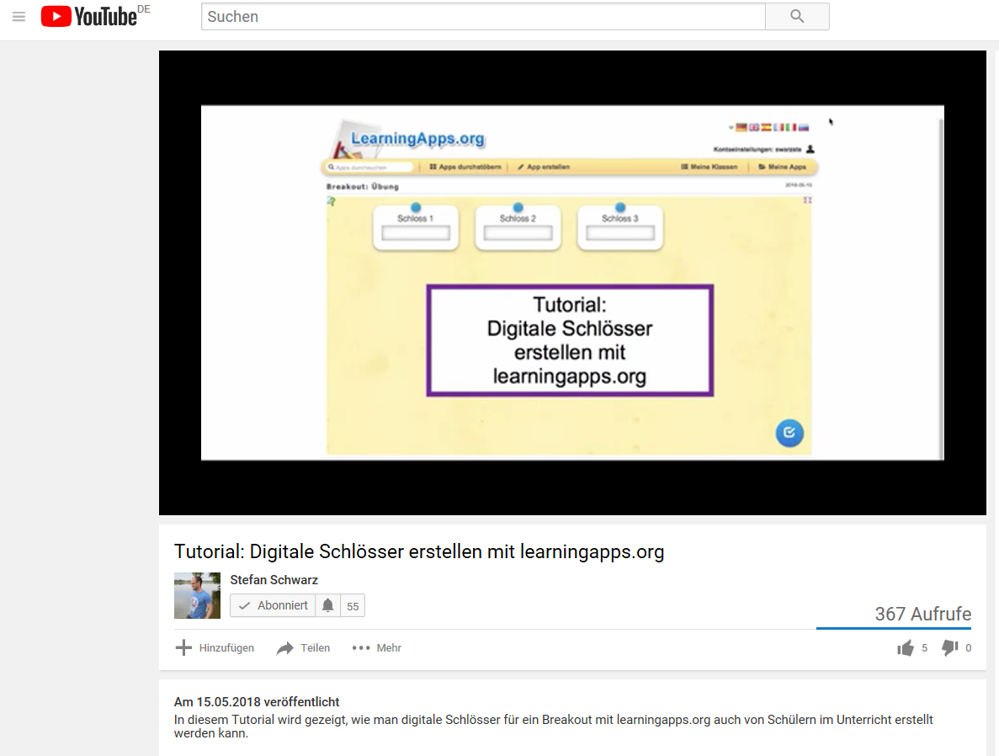 YouTube DE
Suchen
LearningApps.org
Kontoeinstellungen: swarzste
Apps durchsuchen
Apps durchstöbern
App erstellen
Meine Klassen
Meine Apps
Breakout: Übung
2018-05-15
Schloss 1
Schloss 2
Schloss 3
Tutorial:
Digitale Schlösser
erstellen mit
learningapps.org
Tutorial: Digitale Schlösser erstellen mit learningapps.org
Stefan Schwarz
Abonniert 55
367 Aufrufe
Hinzufügen Teilen Mehr 5 0
Am 15.05.2018 veröffentlicht
In diesem Tutorial wird gezeigt, wie man digitale Schlösser für ein Breakout mit learningapps.org auch von Schülern im Unterricht erstellt
werden kann.